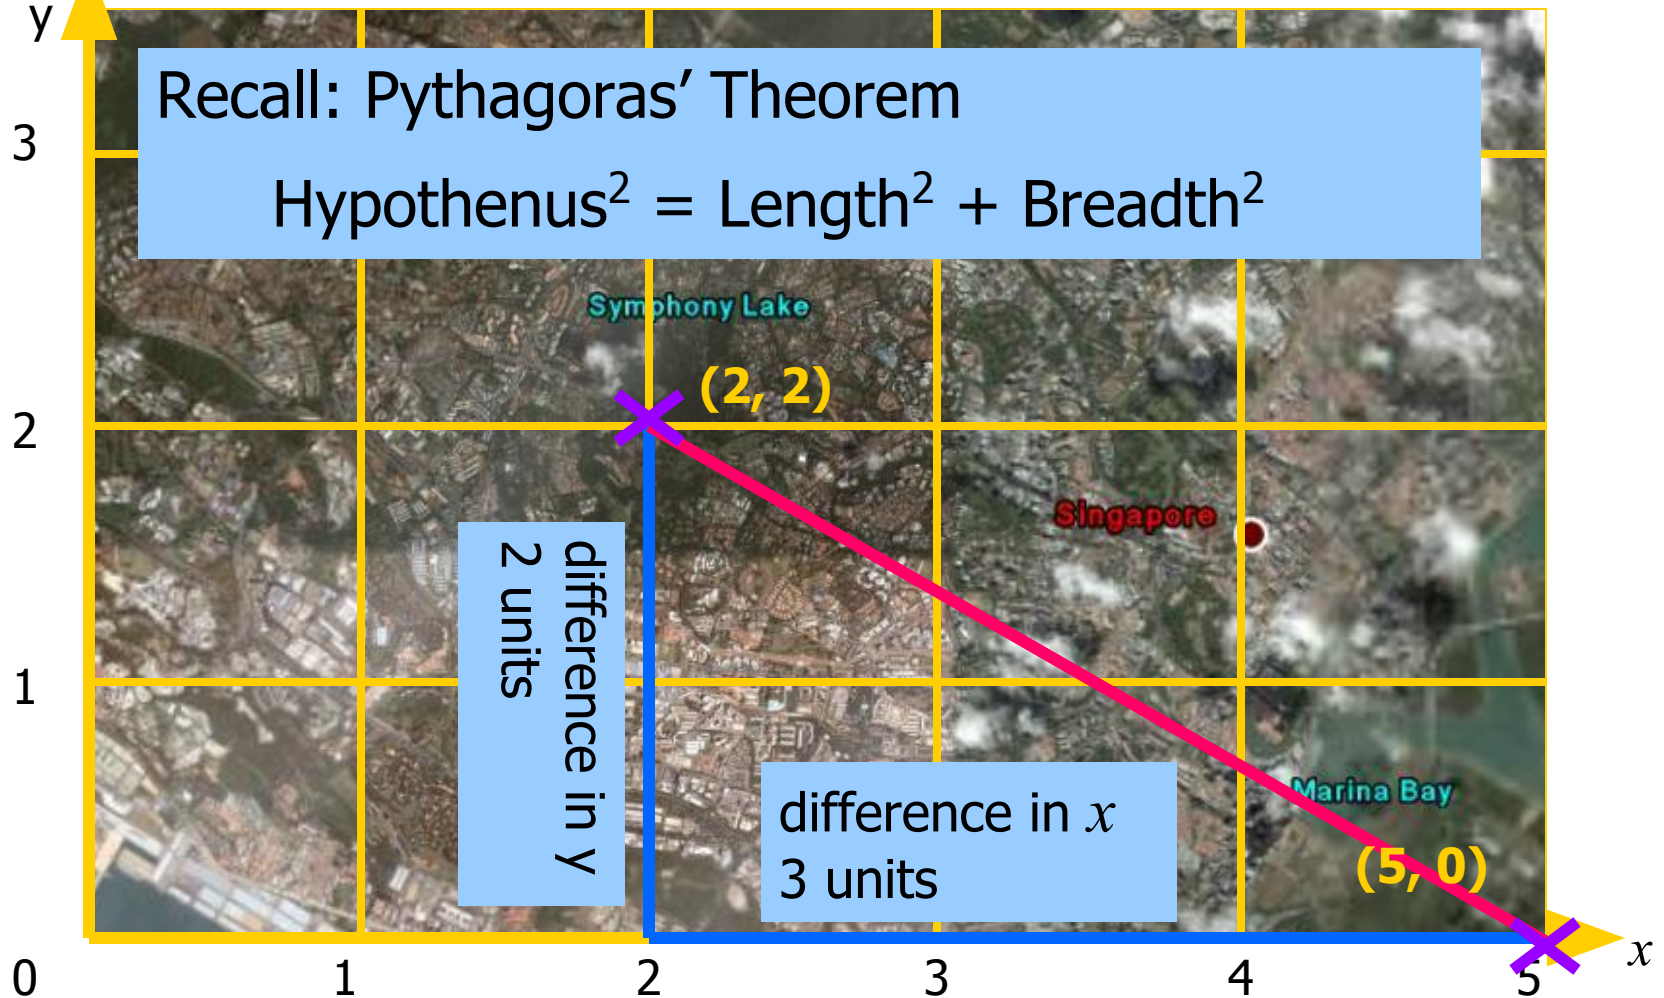 y
Recall: Pythagoras’ Theorem
Hypothenus² = Length² + Breadth²
3
Symphony Lake
(2, 2)
2
Singapore
difference in y
2 units
1
Marina Bay
difference in x
3 units
(5, 0)
x
0 1 2 3 4 5